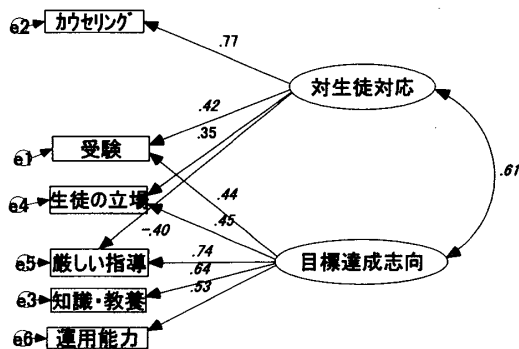 e2 カウセリング
.77
対生徒対応
.42
.35
e1 受験
.61
e4 生徒の立場
.44
.45
-.40
e5 厳しい指導
.74
目標達成志向
.64
e3 知識・教養
.53
e6 運用能力